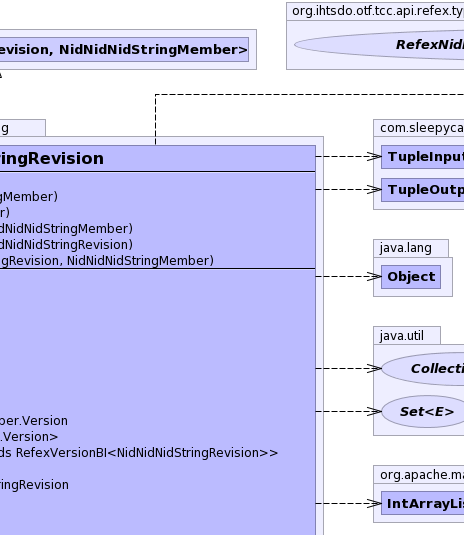 org.ihtsdo.otf.tcc.api.refex.ty
evision, NidNidNidStringMember>
RefexNidN
g
com.sleepyca
ringRevision
TupleInput
gMember)
er)
TupleOutp
idNidNidStringMember)
idNidNidStringRevision)
gRevision, NidNidNidStringMember)
java.lang
Object
java.util
Collecti
Set<E>
ber.Version
.Version>
ds RefexVersionBI<NidNidNidStringRevision>>
ringRevision
org.apache.ma
IntArrayLis